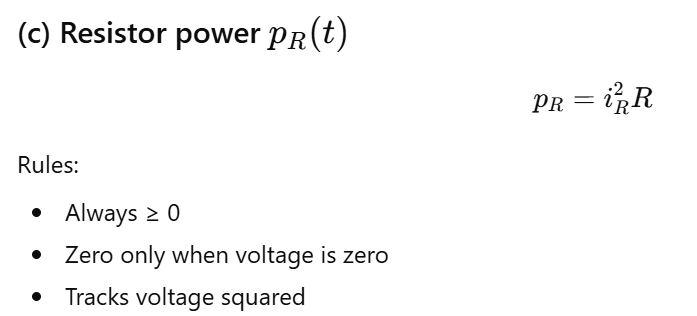 (c) Resistor power p_R(t)
p_R = i_R^2 R
Rules:
• Always ≥ 0
• Zero only when voltage is zero
• Tracks voltage squared